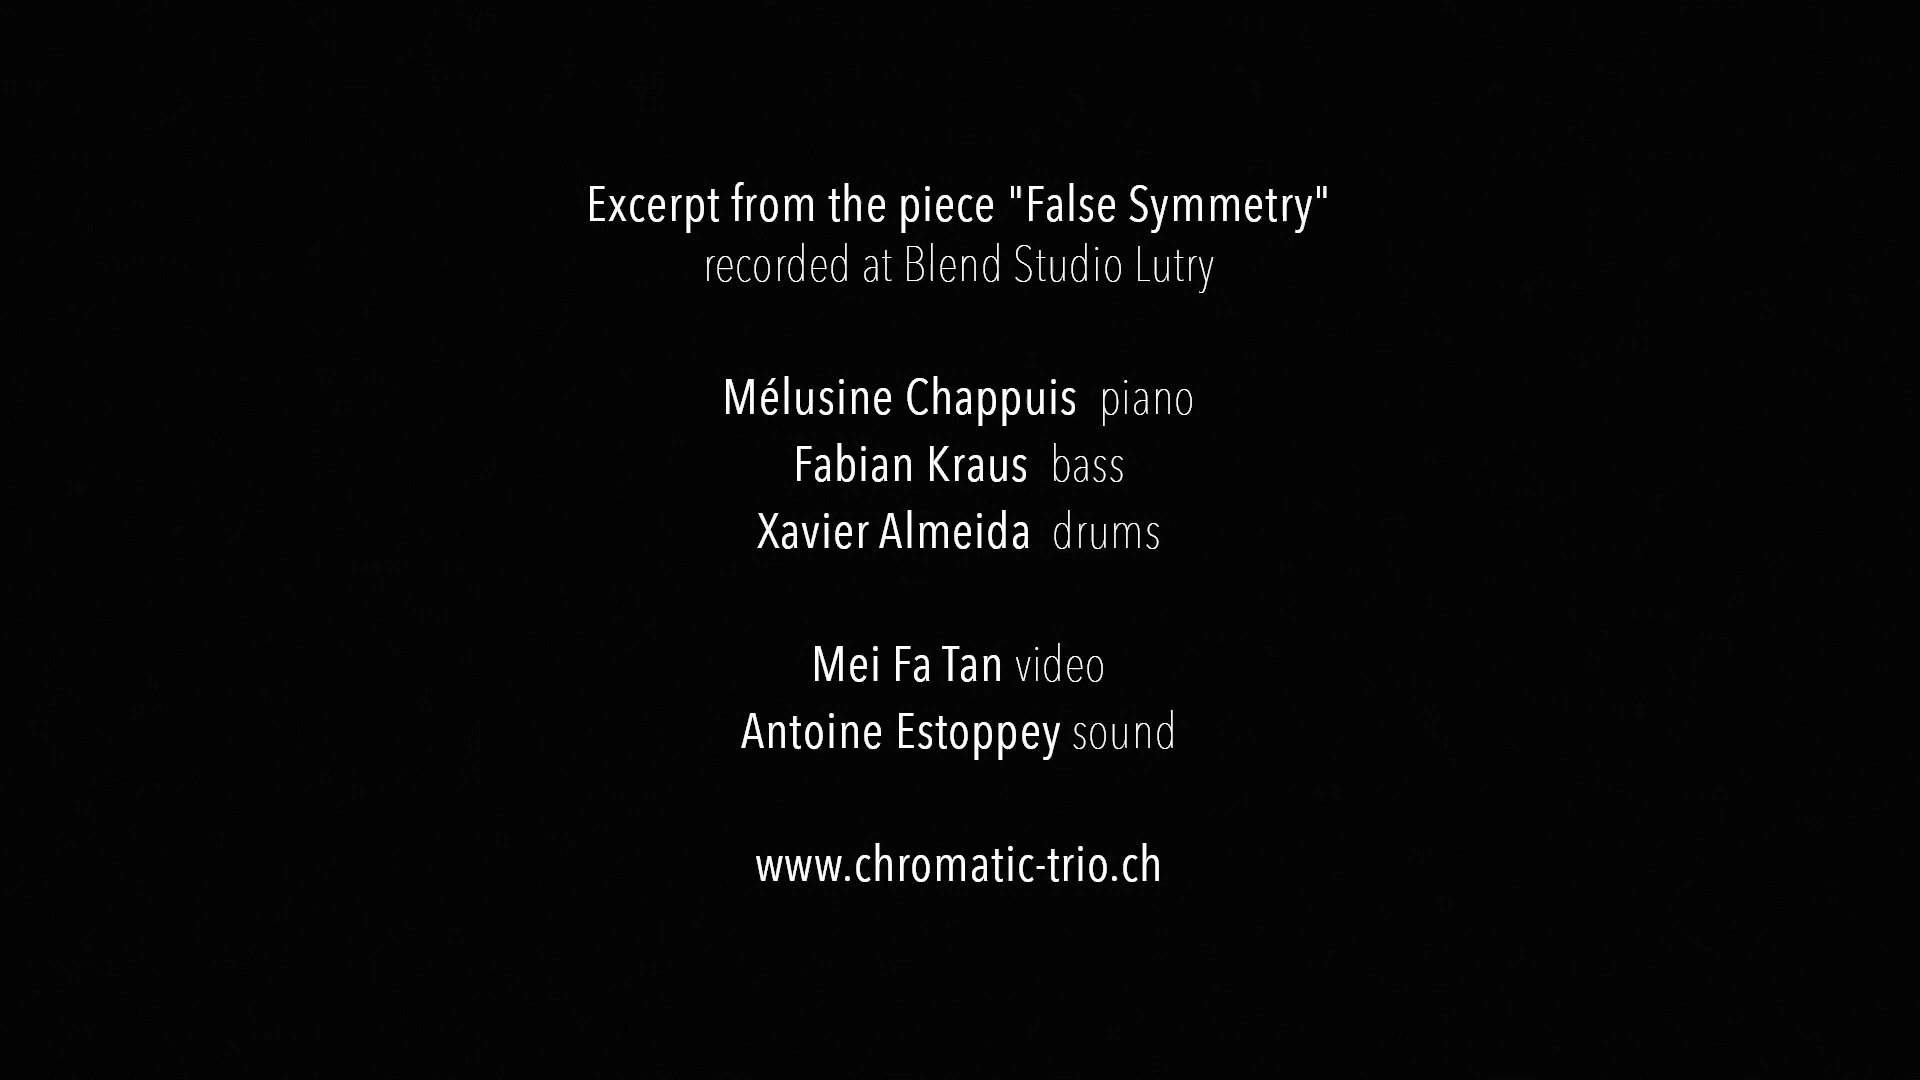 Excerpt from the piece "False Symmetry"
recorded at Blend Studio Lutry
Mélusine Chappuis piano
Fabian Kraus bass
Xavier Almeida drums
Mei Fa Tan video
Antoine Estoppey sound
www.chromatic-trio.ch